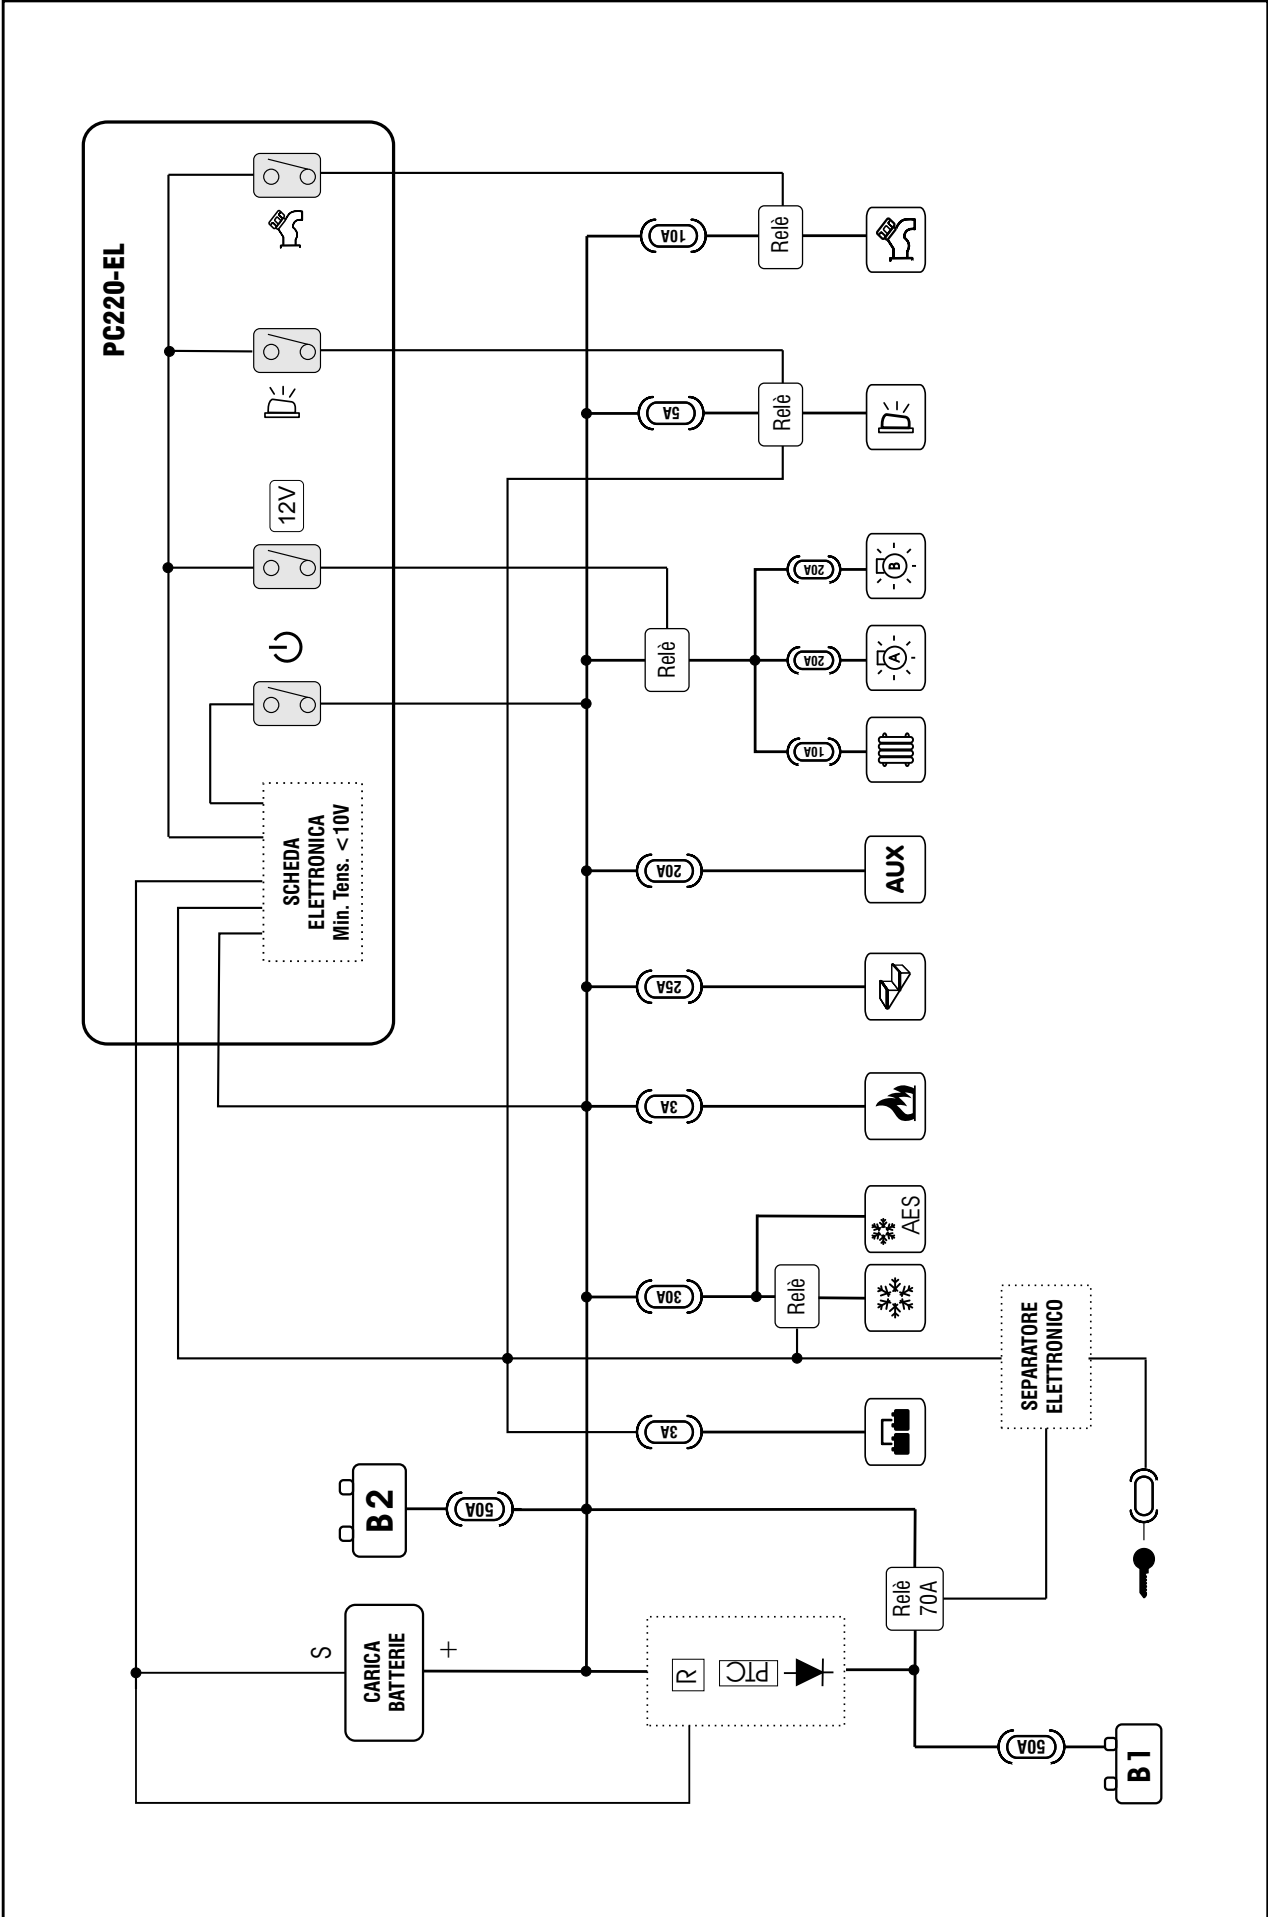 PC220-EL
12V
SCHEDA
ELETTRONICA
Min. Tens. <10V
10A
Relè
5A
Relè
Relè
20A
B
20A
A
10A
20A
AUX
25A
3A
30A
AES
Relè
3A
SEPARATORE
ELETTRONICO
B2
50A
Relè
70A
S
CARICA
BATTERIE
+
R
PTC
50A
B1